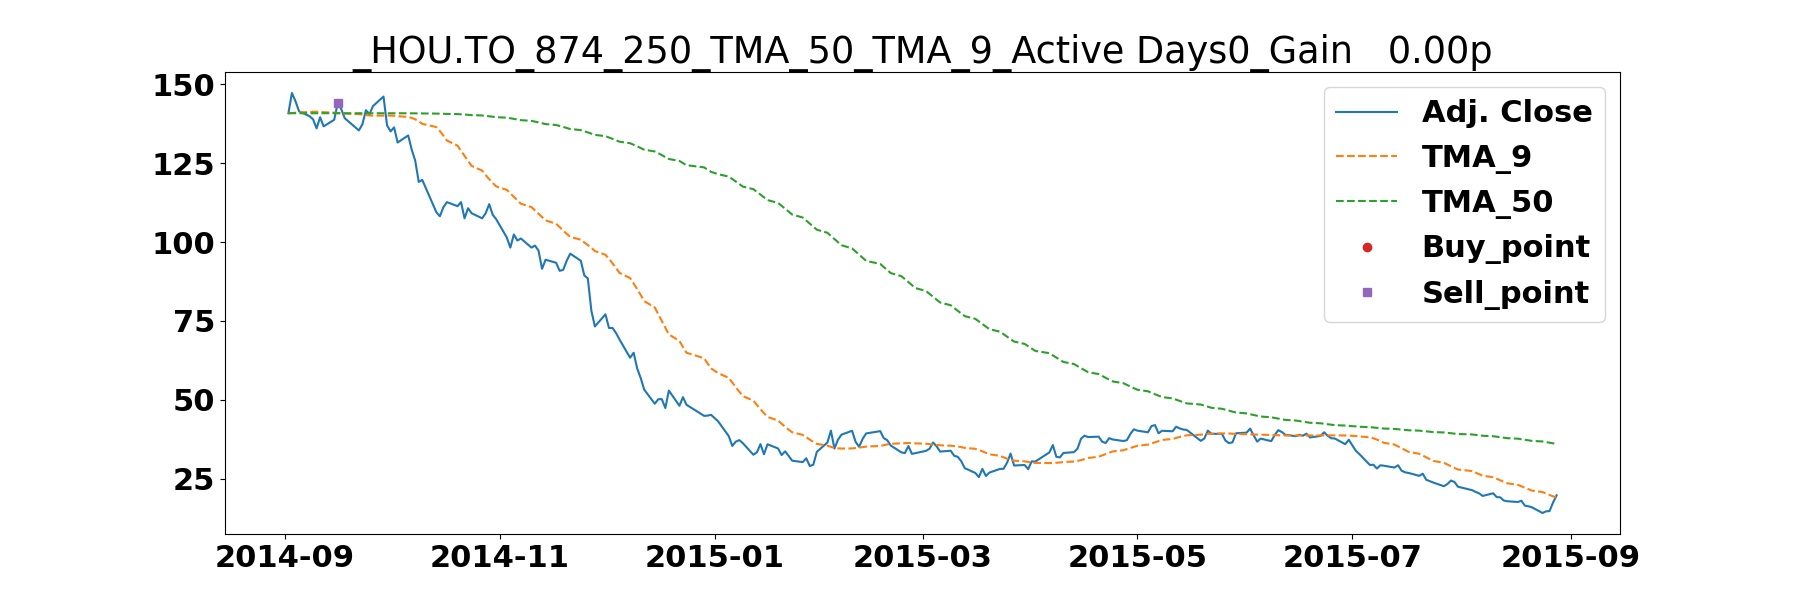 _HOU.TO_874_250_TMA_50_TMA_9_Active Days0_Gain   0.00p
150
125
100
75
50
25
Adj. Close
TMA_9
TMA_50
Buy_point
Sell_point
2014-09 2014-11 2015-01 2015-03 2015-05 2015-07 2015-09